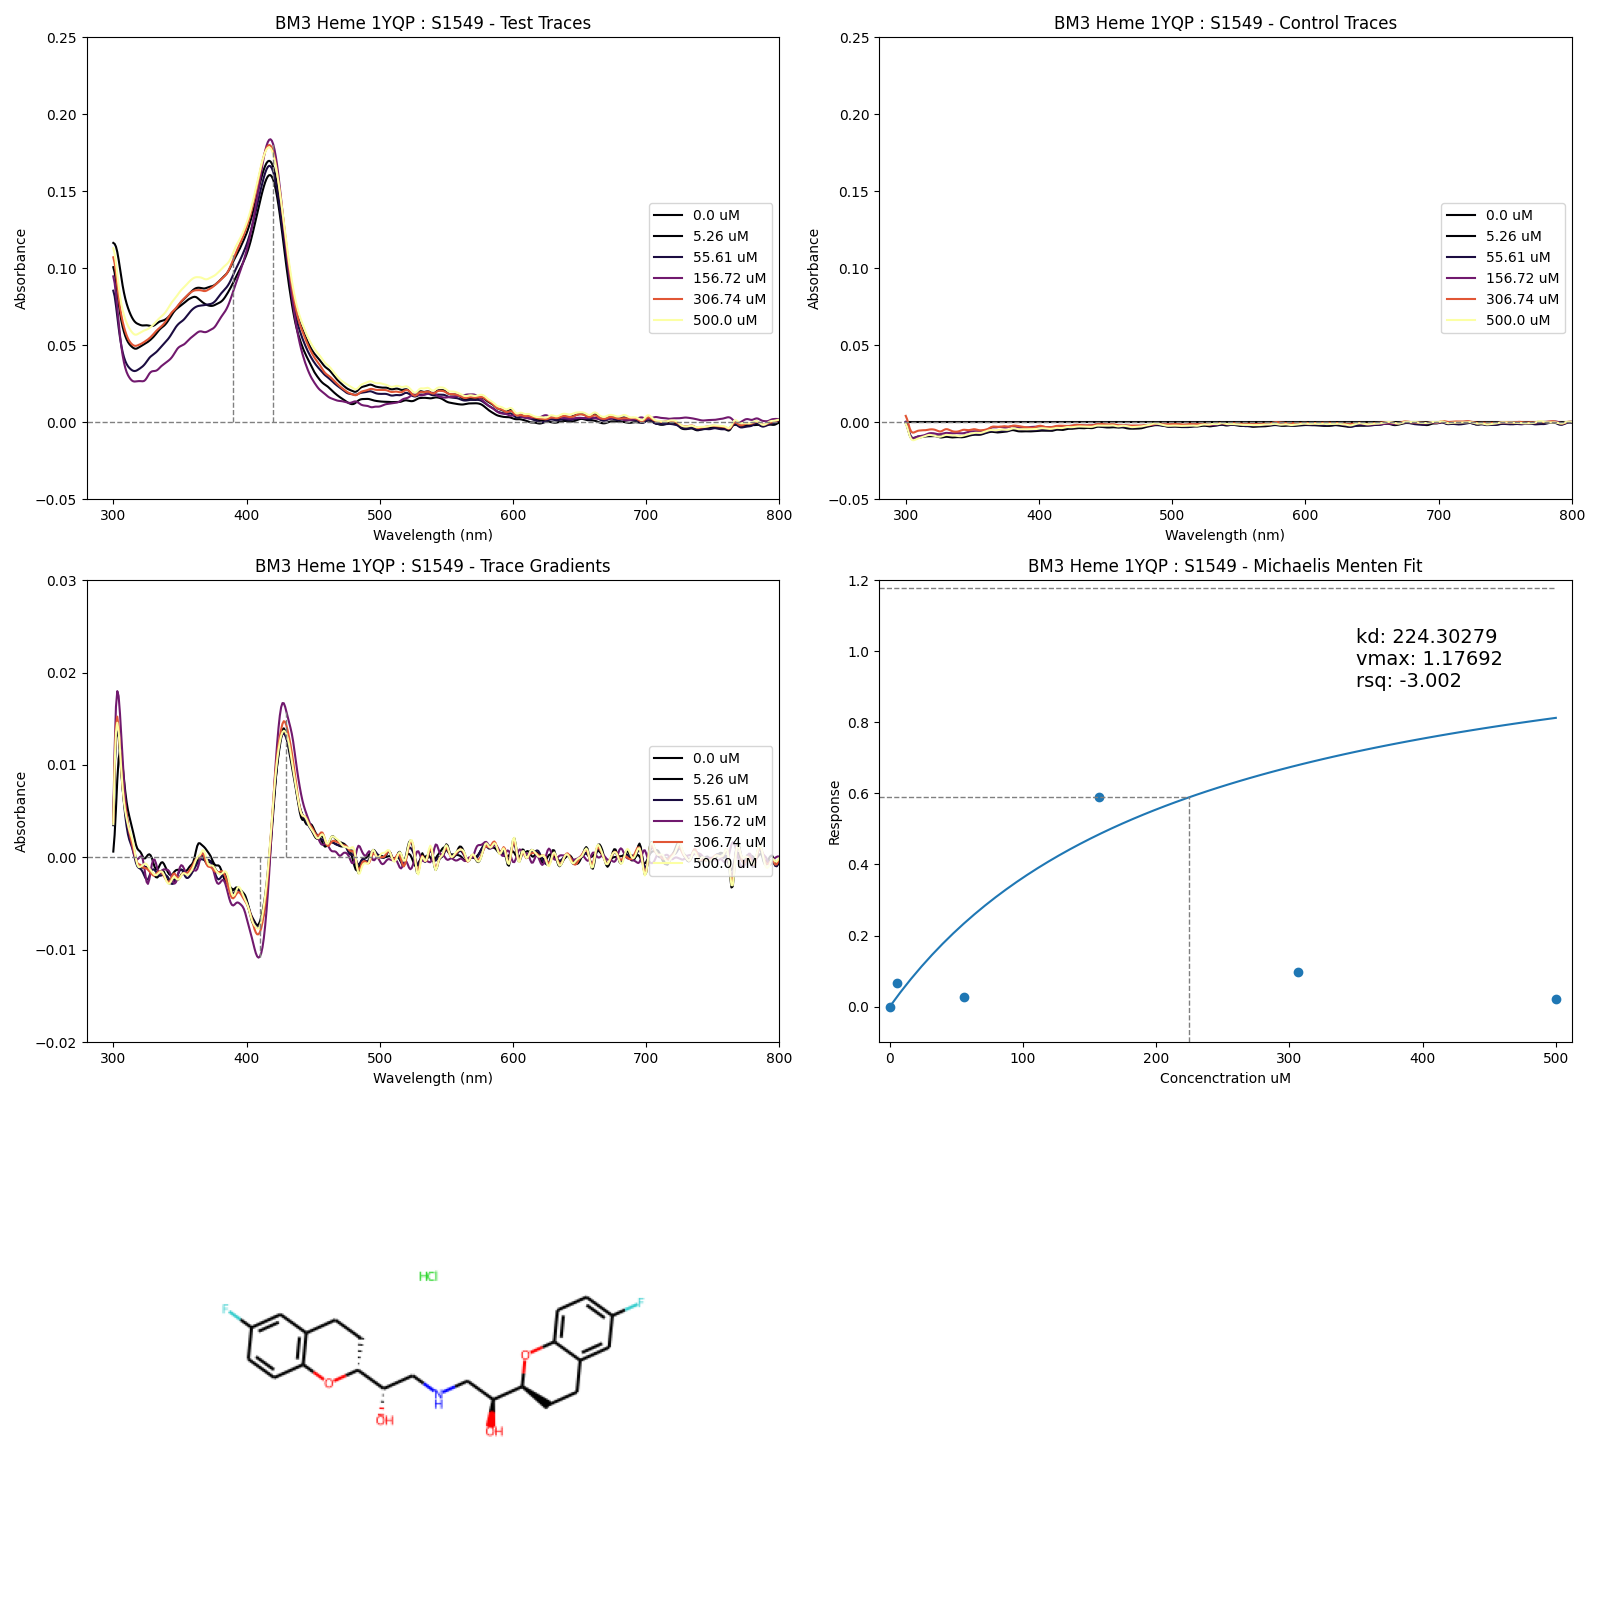 BM3 Heme 1YQP : S1549 - Test Traces
0.25
0.20
0.15
0.10
0.05
0.00
−0.05
Absorbance
300 400 500 600 700 800
Wavelength (nm)
0.0 uM
5.26 uM
55.61 uM
156.72 uM
306.74 uM
500.0 uM
BM3 Heme 1YQP : S1549 - Control Traces
0.25
0.20
0.15
0.10
0.05
0.00
−0.05
Absorbance
300 400 500 600 700 800
Wavelength (nm)
0.0 uM
5.26 uM
55.61 uM
156.72 uM
306.74 uM
500.0 uM
BM3 Heme 1YQP : S1549 - Trace Gradients
0.03
0.02
0.01
0.00
−0.01
−0.02
Absorbance
300 400 500 600 700 800
Wavelength (nm)
0.0 uM
5.26 uM
55.61 uM
156.72 uM
306.74 uM
500.0 uM
BM3 Heme 1YQP : S1549 - Michaelis Menten Fit
1.2
1.0
0.8
0.6
0.4
0.2
0.0
Response
kd: 224.30279
vmax: 1.17692
rsq: -3.002
0 100 200 300 400 500
Concenctration uM
HCl
F
O
OH
N
H
O
OH
F